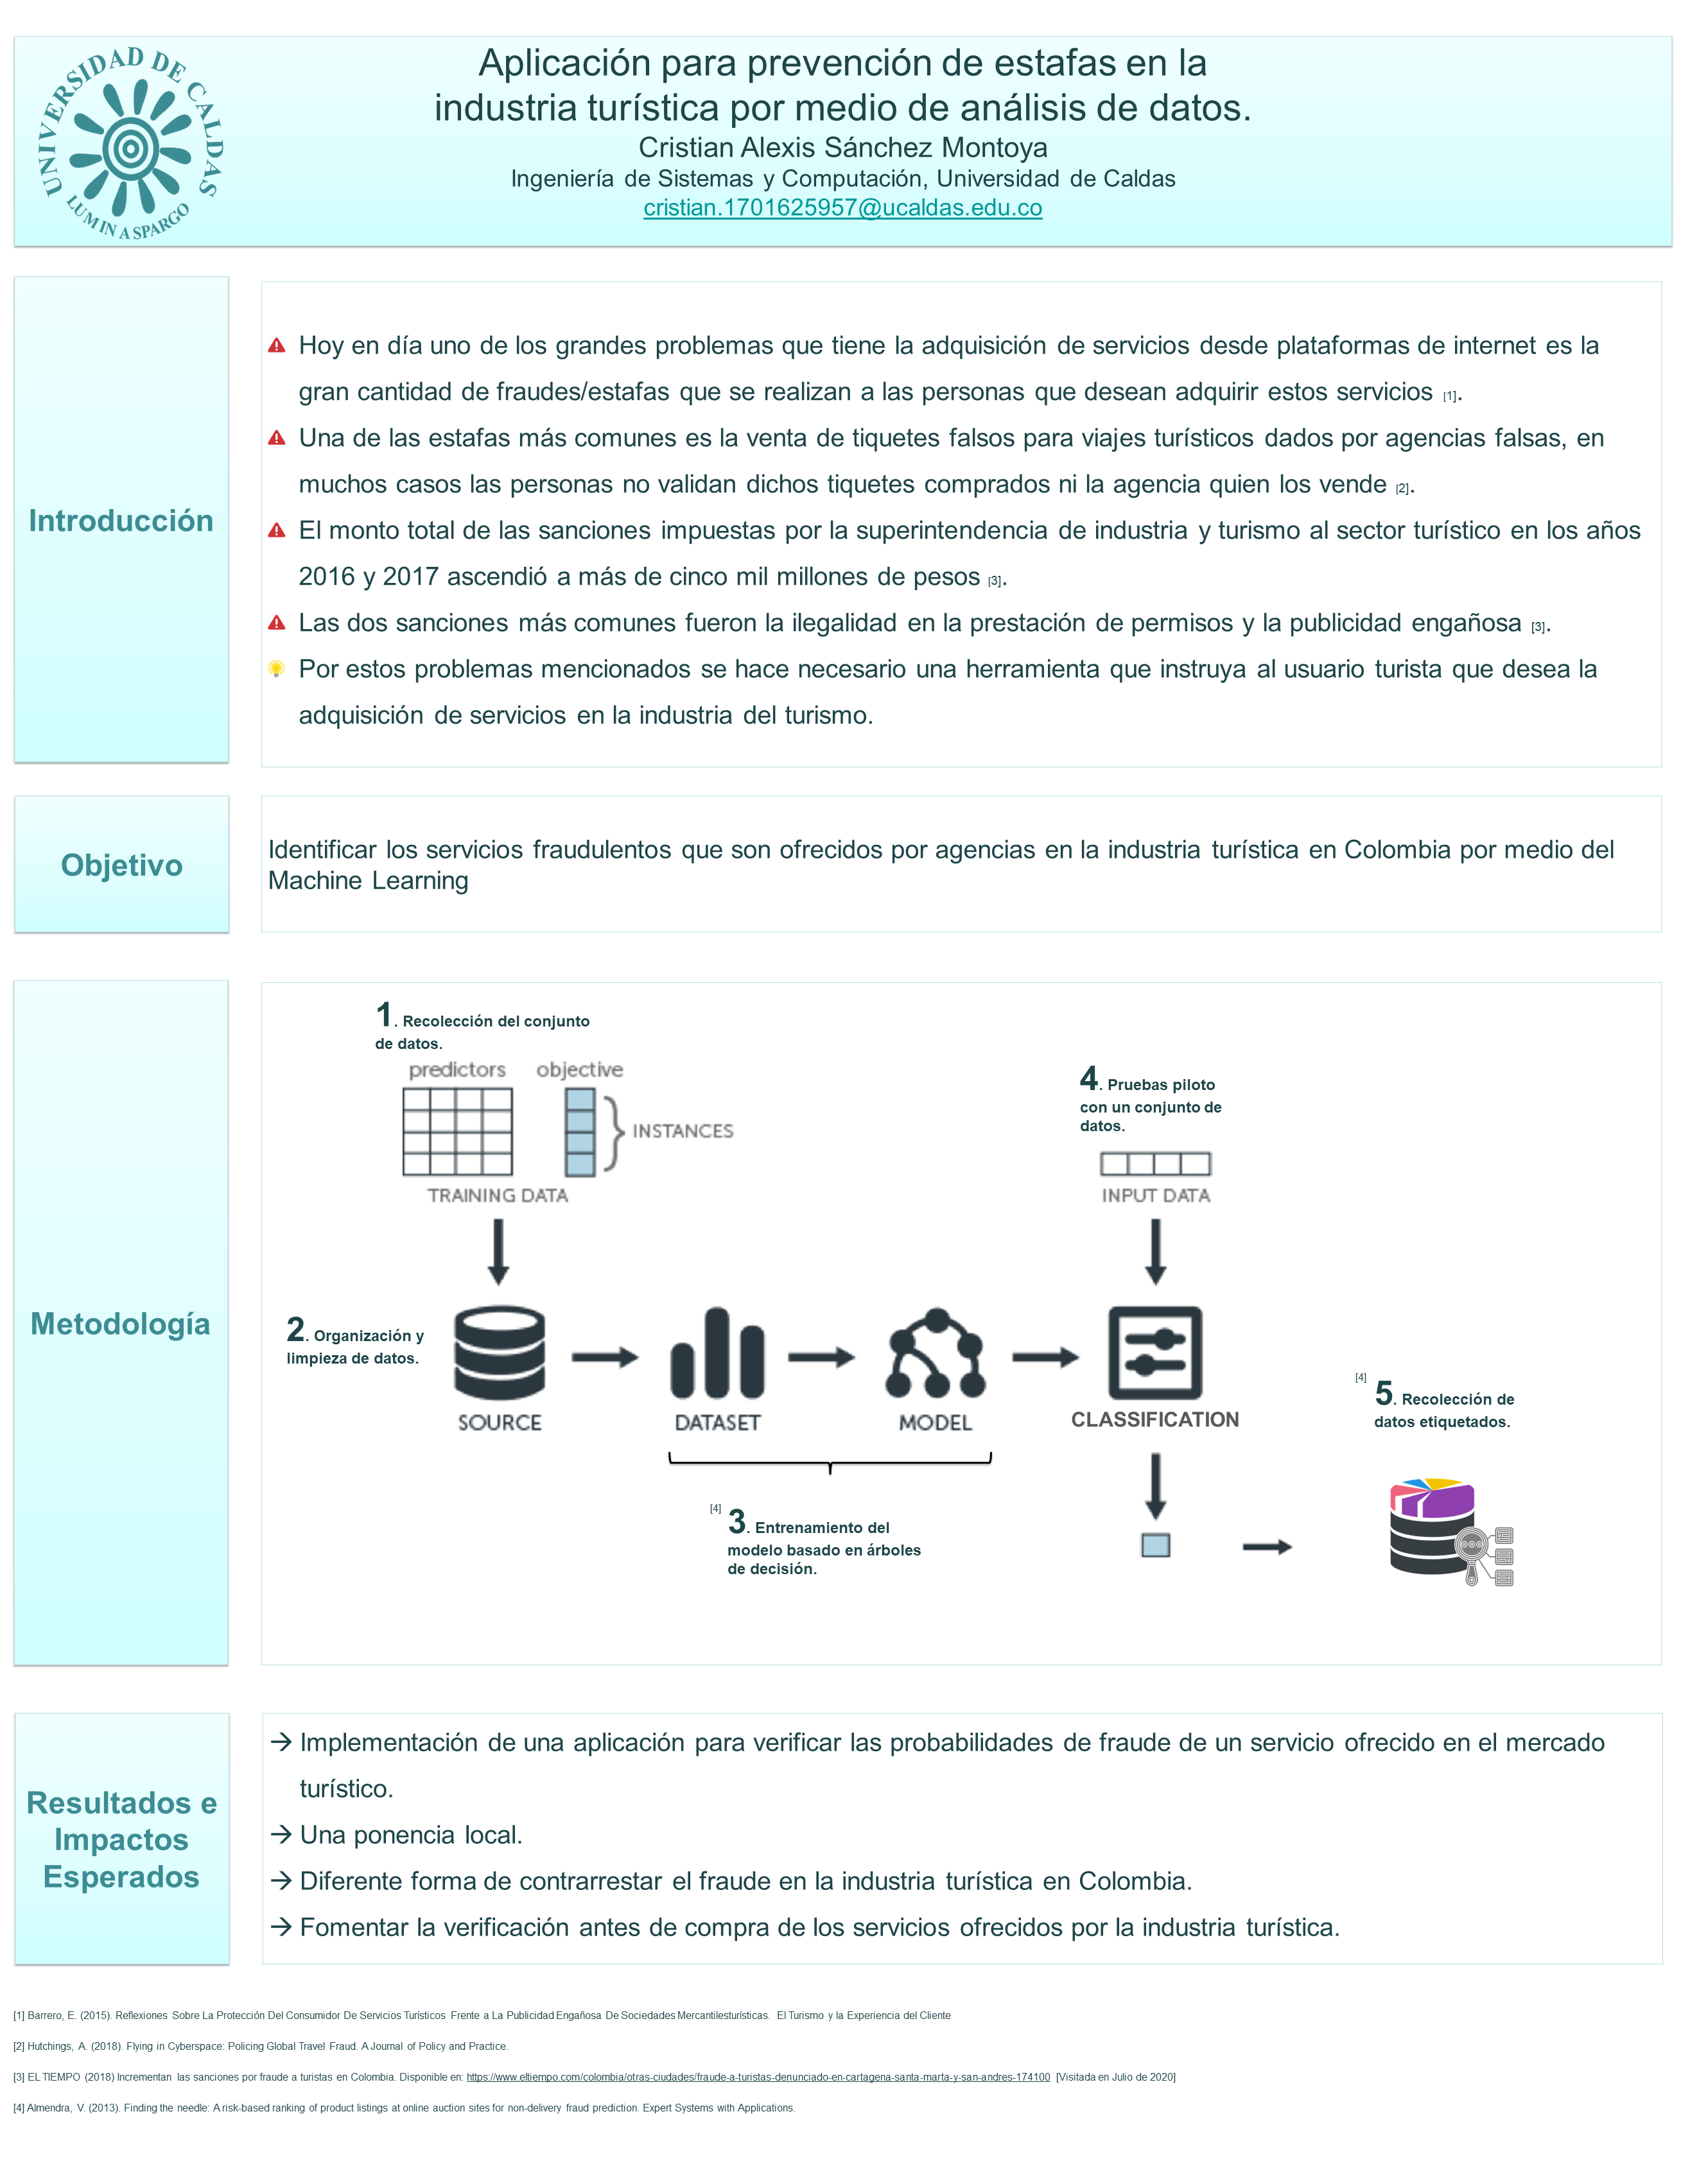 UNIVERSIDAD DE CALDAS
LUMINA SPARGO
Aplicación para prevención de estafas en la
industria turística por medio de análisis de datos.
Cristian Alexis Sánchez Montoya
Ingeniería de Sistemas y Computación, Universidad de Caldas
cristian.1701625957@ucaldas.edu.co
Introducción
Hoy en día uno de los grandes problemas que tiene la adquisición de servicios desde plataformas de internet es la
gran cantidad de fraudes/estafas que se realizan a las personas que desean adquirir estos servicios [1].
Una de las estafas más comunes es la venta de tiquetes falsos para viajes turísticos dados por agencias falsas, en
muchos casos las personas no validan dichos tiquetes comprados ni la agencia quien los vende [2].
El monto total de las sanciones impuestas por la superintendencia de industria y turismo al sector turístico en los años
2016 y 2017 ascendió a más de cinco mil millones de pesos [3].
Las dos sanciones más comunes fueron la ilegalidad en la prestación de permisos y la publicidad engañosa [3].
Por estos problemas mencionados se hace necesario una herramienta que instruya al usuario turista que desea la
adquisición de servicios en la industria del turismo.
Objetivo
Identificar los servicios fraudulentos que son ofrecidos por agencias en la industria turística en Colombia por medio del
Machine Learning
Metodología
1. Recolección del conjunto
de datos.
predictors objective
INSTANCES
TRAINING DATA
4. Pruebas piloto
con un conjunto de
datos.
INPUT DATA
2. Organización y
limpieza de datos.
SOURCE
DATASET
MODEL
CLASSIFICATION
[4] 5. Recolección de
datos etiquetados.
[4] 3. Entrenamiento del
modelo basado en árboles
de decisión.
Resultados e
Impactos
Esperados
→ Implementación de una aplicación para verificar las probabilidades de fraude de un servicio ofrecido en el mercado
turístico.
→ Una ponencia local.
→ Diferente forma de contrarrestar el fraude en la industria turística en Colombia.
→ Fomentar la verificación antes de compra de los servicios ofrecidos por la industria turística.
[1] Barrero, E. (2015). Reflexiones Sobre La Protección Del Consumidor De Servicios Turísticos Frente a La Publicidad Engañosa De Sociedades Mercantilesturísticas. El Turismo y la Experiencia del Cliente
[2] Hutchings, A. (2018). Flying in Cyberspace: Policing Global Travel Fraud. A Journal of Policy and Practice.
[3] EL TIEMPO (2018) Incrementan las sanciones por fraude a turistas en Colombia. Disponible en: https://www.eltiempo.com/colombia/otras-ciudades/fraude-a-turistas-denunciado-en-cartagena-santa-marta-y-san-andres-174100 [Visitada en Julio de 2020]
[4] Almendra, V. (2013). Finding the needle: A risk-based ranking of product listings at online auction sites for non-delivery fraud prediction. Expert Systems with Applications.